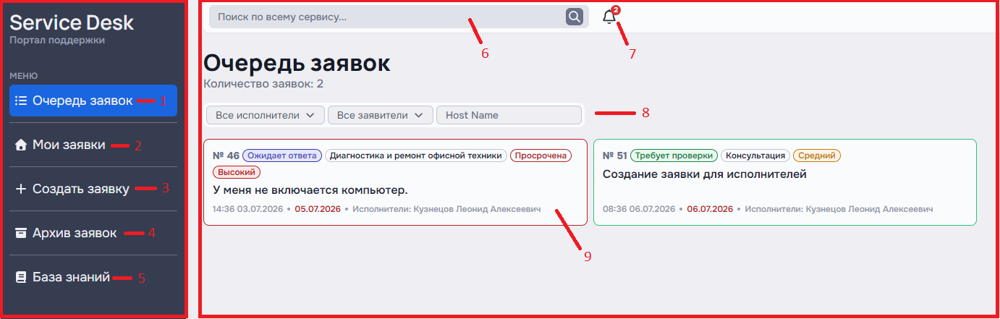 Service Desk
Портал поддержки
МЕНЮ
Очередь заявок 1
Мои заявки 2
Создать заявку 3
Архив заявок 4
База знаний 5
Поиск по всему сервису...
2
6
7
Очередь заявок
Количество заявок: 2
Все исполнители Все заявители Host Name
8
№ 46 Ожидает ответа Диагностика и ремонт офисной техники Просрочена
Высокий
У меня не включается компьютер.
14:36 03.07.2026 • 05.07.2026 • Исполнители: Кузнецов Леонид Алексеевич
9
№ 51 Требует проверки Консультация Средний
Создание заявки для исполнителей
08:36 06.07.2026 • 06.07.2026 • Исполнители: Кузнецов Леонид Алексеевич